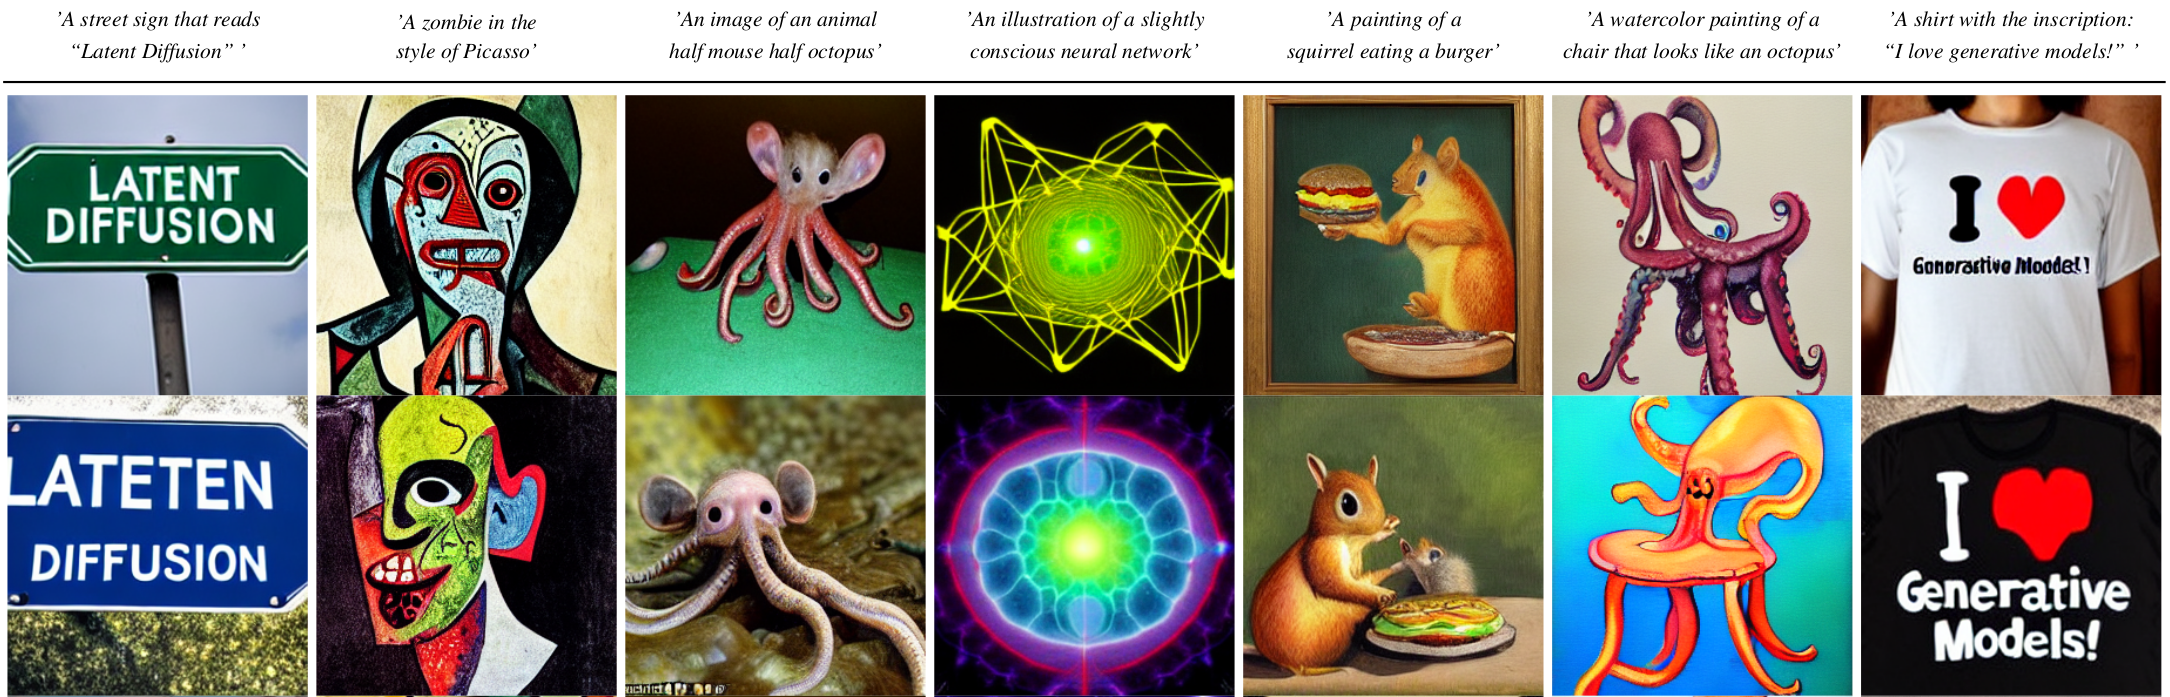 ’A street sign that reads
“Latent Diffusion” ’
’A zombie in the
style of Picasso’
’An image of an animal
half mouse half octopus’
’An illustration of a slightly
conscious neural network’
’A painting of a
squirrel eating a burger’
’A watercolor painting of a
chair that looks like an octopus’
’A shirt with the inscription:
“I love generative models!” ’
LATENT
DIFFUSION
I
LATETEN
DIFFUSION
I
Generative
Models!